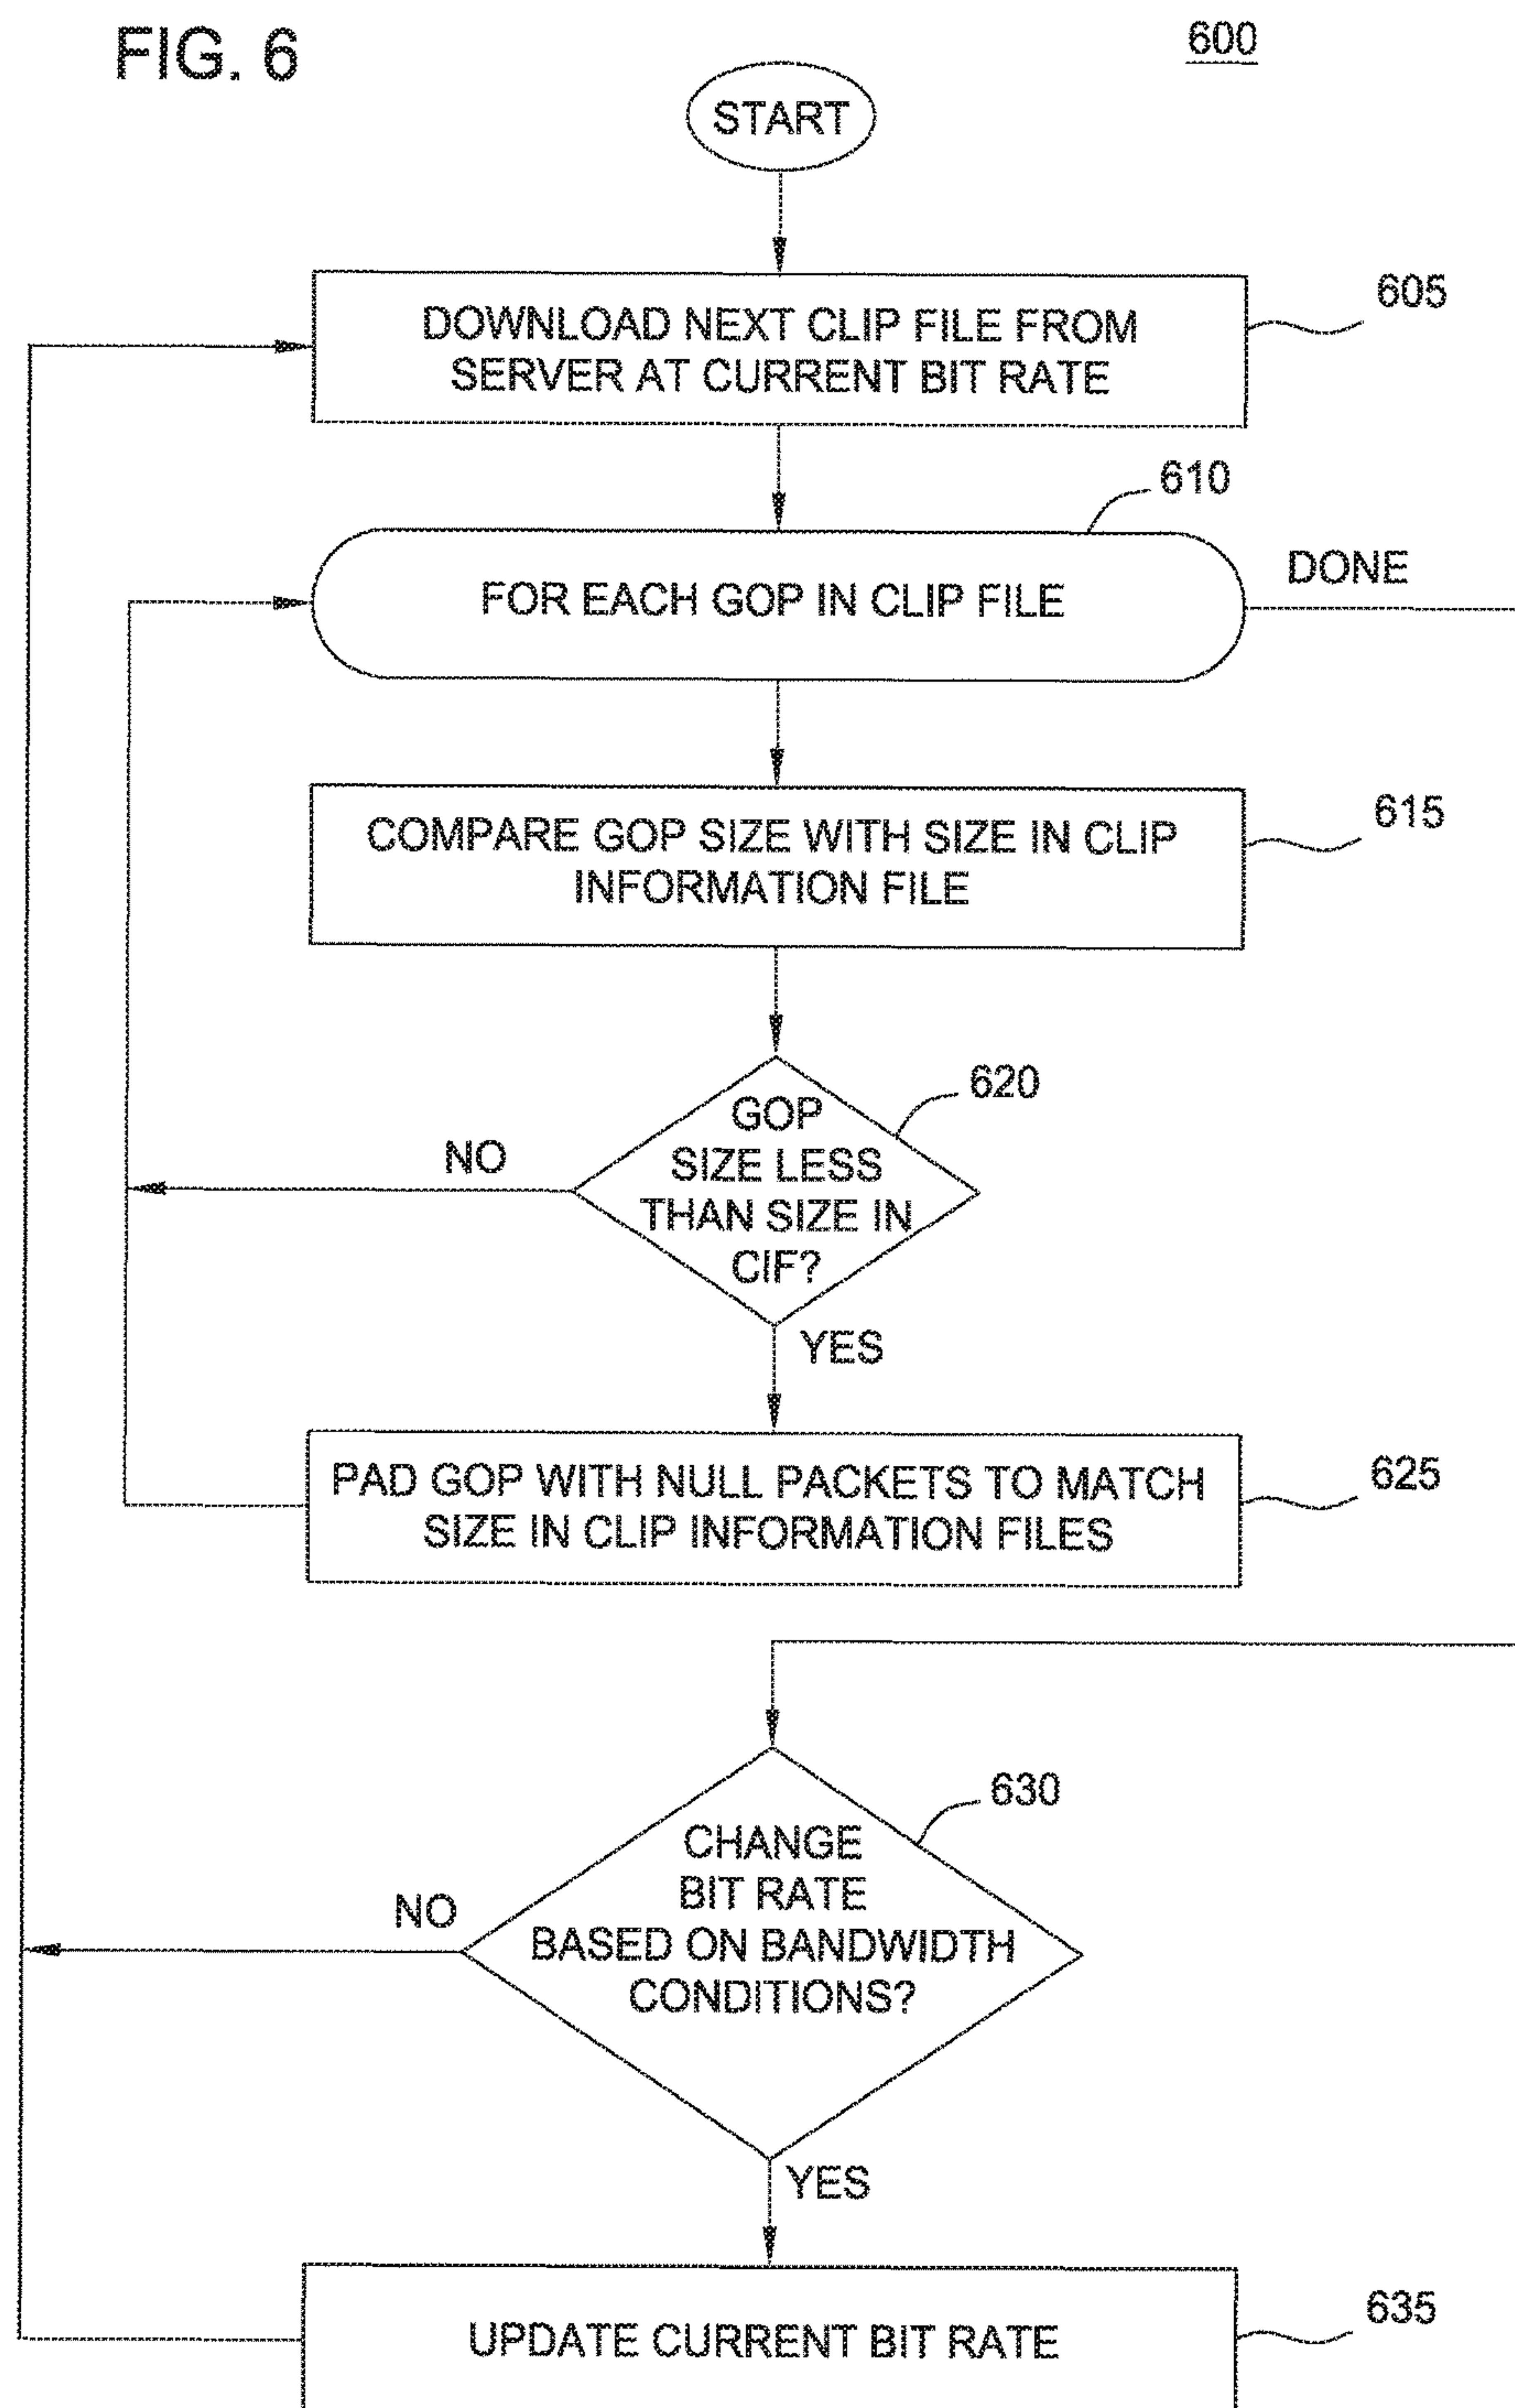 FIG. 6
600
START
DOWNLOAD NEXT CLIP FILE FROM
SERVER AT CURRENT BIT RATE
605
610
FOR EACH GOP IN CLIP FILE
DONE
COMPARE GOP SIZE WITH SIZE IN CLIP
INFORMATION FILE
615
620
GOP
SIZE LESS
THAN SIZE IN
CIF?
NO
YES
PAD GOP WITH NULL PACKETS TO MATCH
SIZE IN CLIP INFORMATION FILES
625
630
CHANGE
BIT RATE
BASED ON BANDWIDTH
CONDITIONS?
NO
YES
UPDATE CURRENT BIT RATE
635